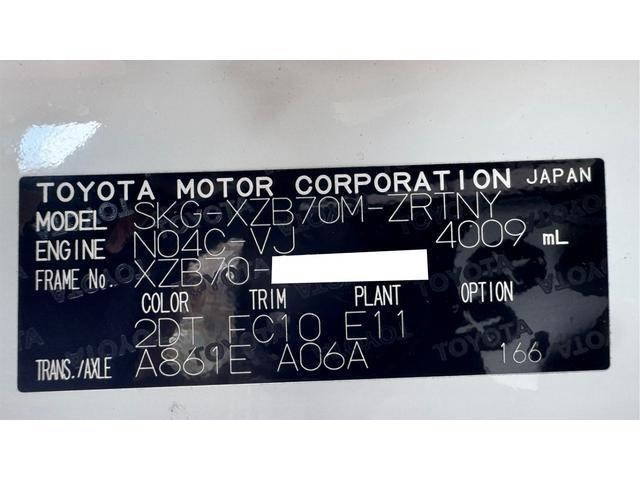 TOYOTA MOTOR CORPORATION JAPAN
MODEL SKG-XZB70M-ZRTNY
ENGINE N04C-VJ 4009 mL
FRAME No. XZB70-
COLOR TRIM PLANT OPTION
2DT FC10 E11
TRANS./AXLE A861E A06A 166